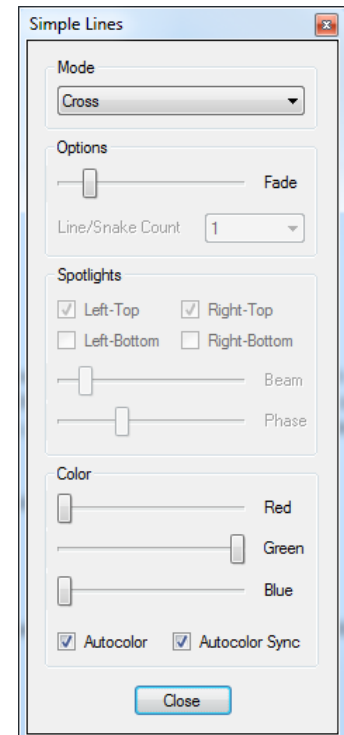 Simple Lines
Mode
Cross
Options
Fade
Line/Snake Count 1
Spotlights
Left-Top Right-Top
Left-Bottom Right-Bottom
Beam
Phase
Color
Red
Green
Blue
Autocolor Autocolor Sync
Close